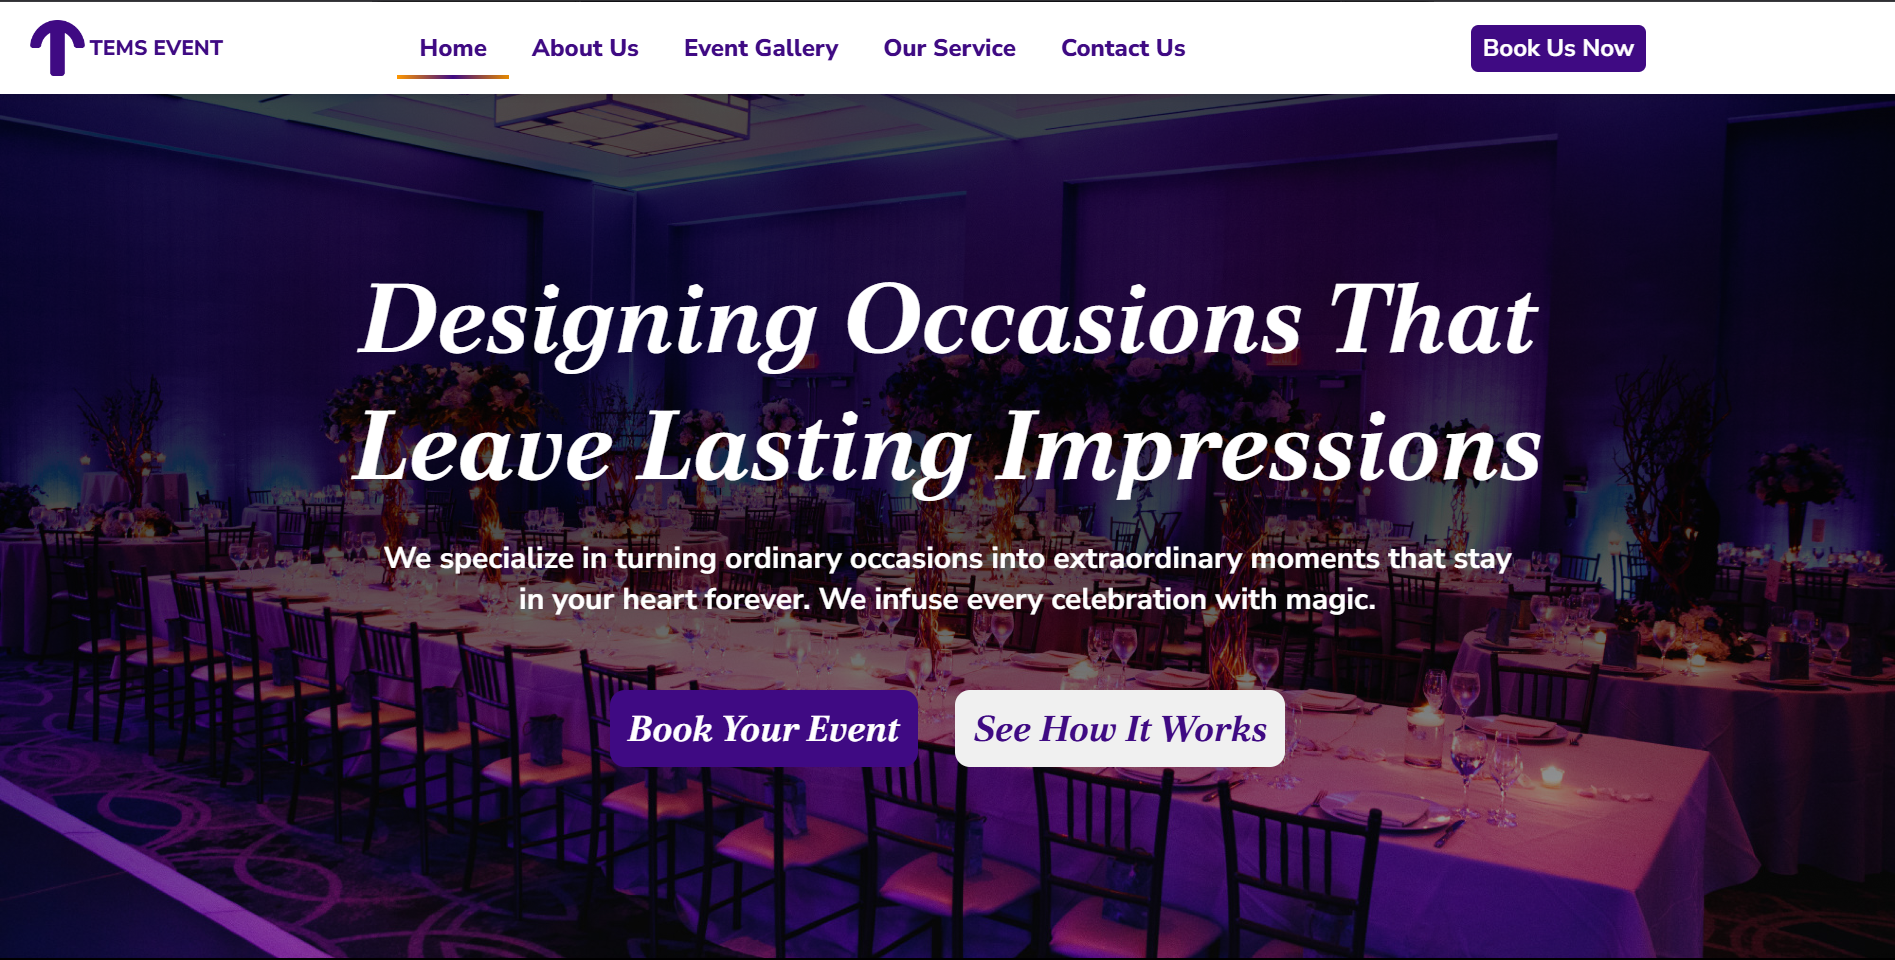 TEMS EVENT
Home About Us Event Gallery Our Service Contact Us
Book Us Now
Designing Occasions That
Leave Lasting Impressions
We specialize in turning ordinary occasions into extraordinary moments that stay
in your heart forever. We infuse every celebration with magic.
Book Your Event
See How It Works